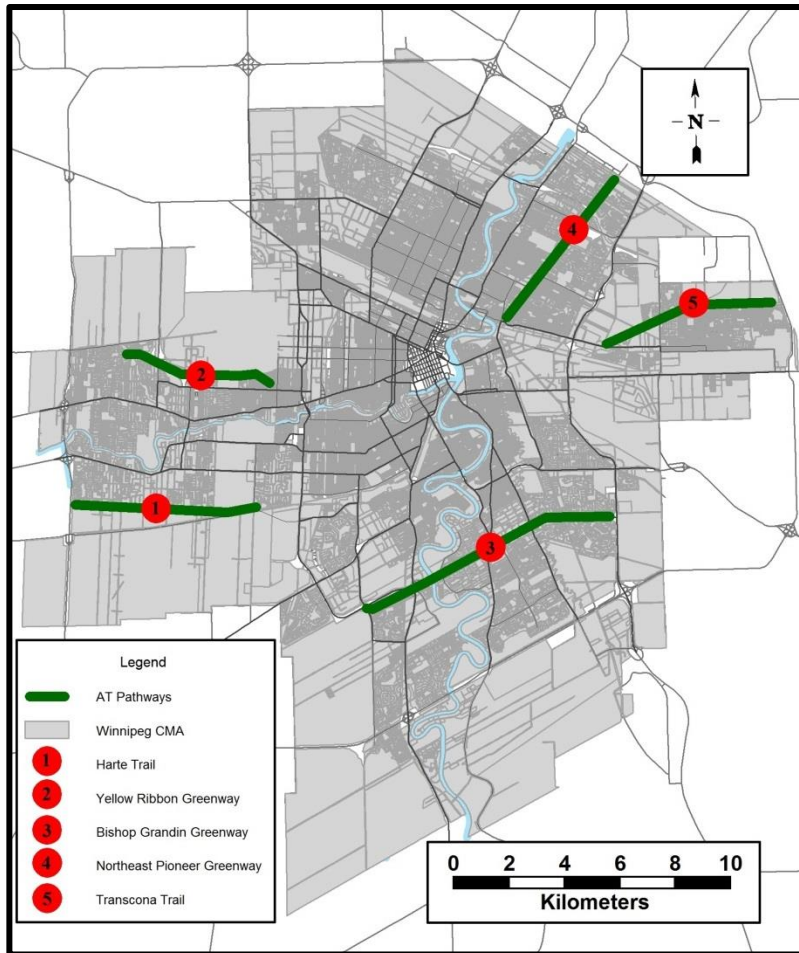 N
4
5
2
1
3
Legend
AT Pathways
Winnipeg CMA
1 Harte Trail
2 Yellow Ribbon Greenway
3 Bishop Grandin Greenway
4 Northeast Pioneer Greenway
5 Transcona Trail
0 2 4 6 8 10
Kilometers